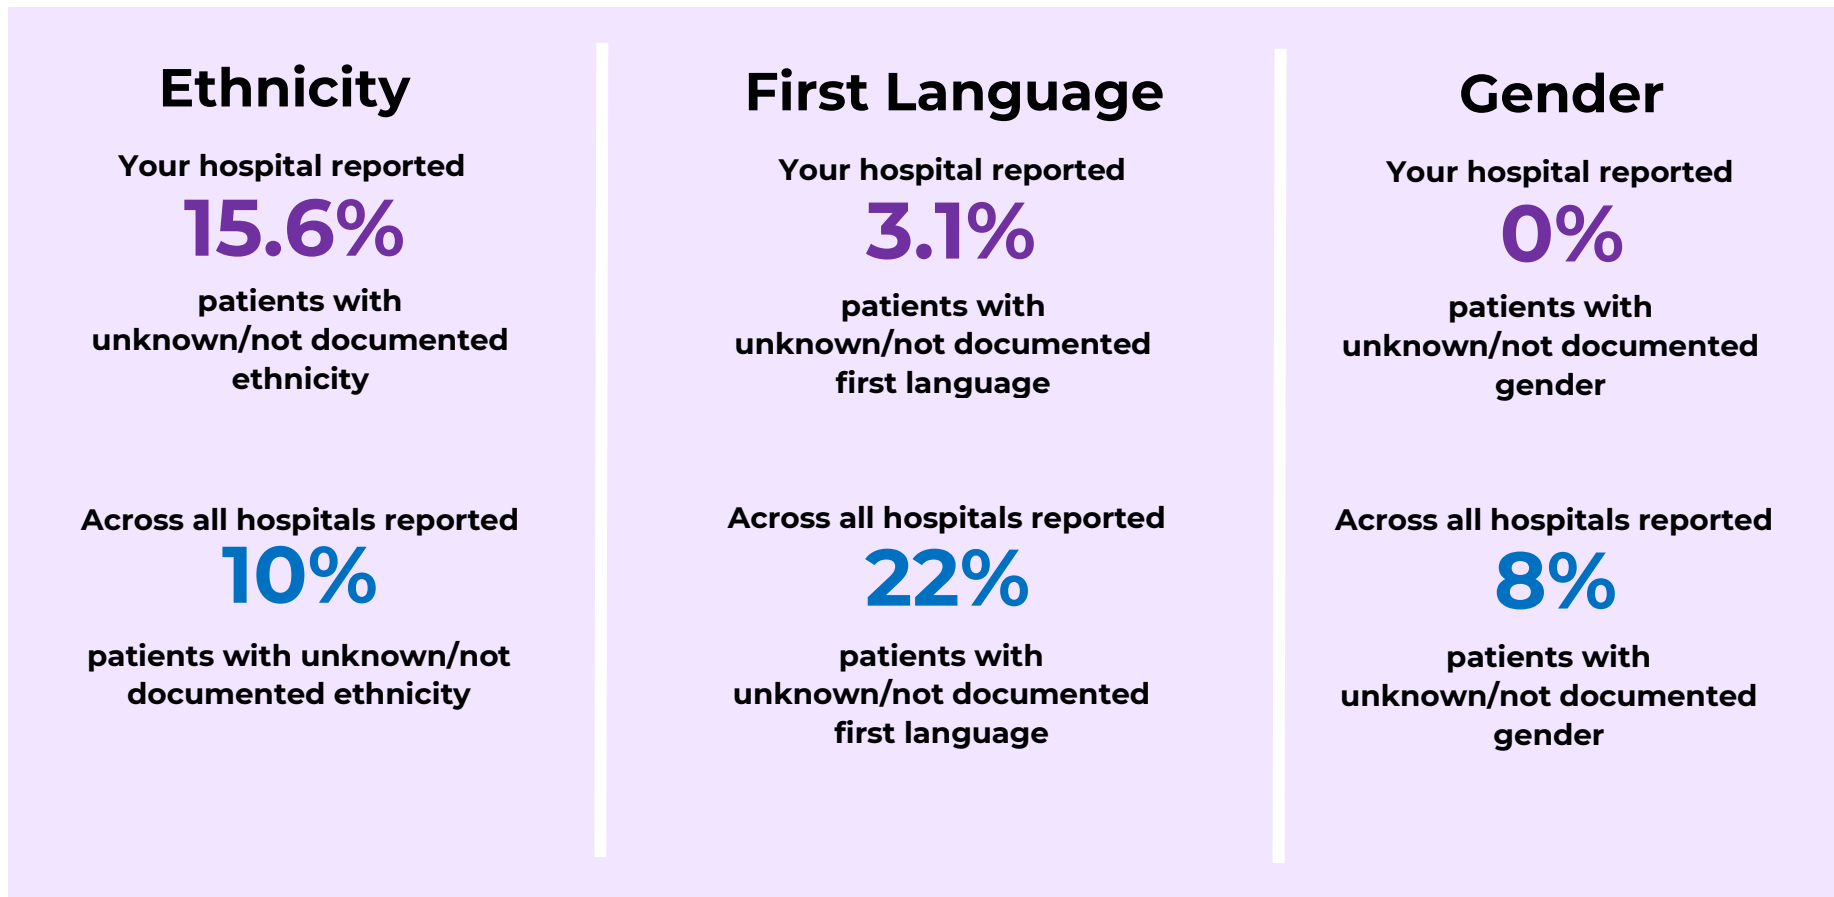 Ethnicity
Your hospital reported
15.6%
patients with
unknown/not documented
ethnicity
Across all hospitals reported
10%
patients with unknown/not
documented ethnicity
First Language
Your hospital reported
3.1%
patients with
unknown/not documented
first language
Across all hospitals reported
22%
patients with
unknown/not documented
first language
Gender
Your hospital reported
0%
patients with
unknown/not documented
gender
Across all hospitals reported
8%
patients with
unknown/not documented
gender